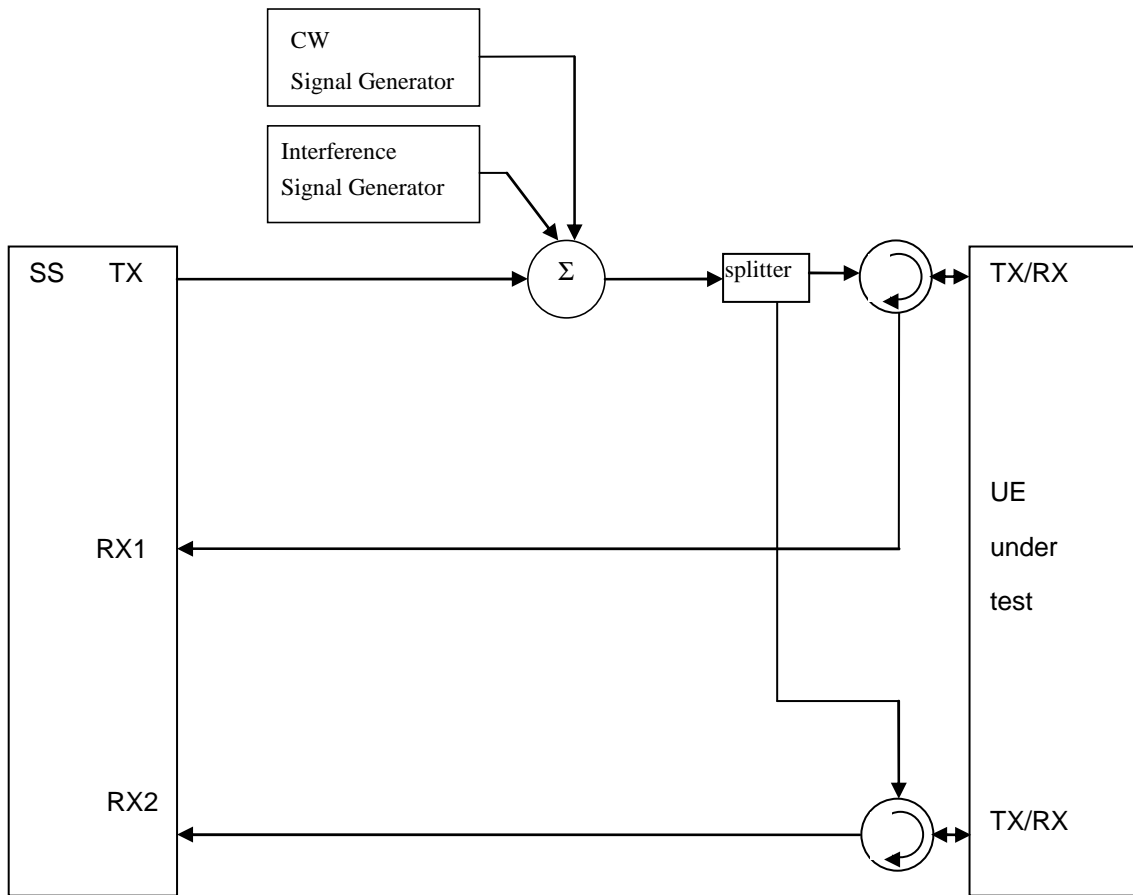 CW
Signal Generator
Interference
Signal Generator
SS TX
Σ
splitter
TX/RX
RX1
UE
under
test
RX2
TX/RX